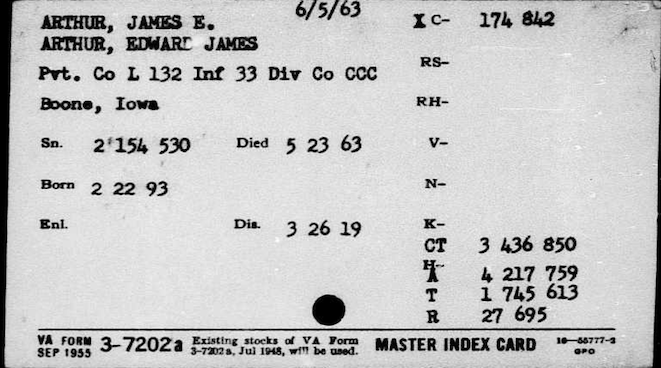 6/5/63
ARTHUR, JAMES E. X C- 174 842
ARTHUR, EDWARD JAMES
Pvt. Co L 132 Inf 33 Div Co CCC RS-
Boone, Iowa RH-
Sn. 2 154 530 Died 5 23 63 V-
Born 2 22 93 N-
Enl. Dis. 3 26 19 K-
CT 3 436 850
H-
A 4 217 759
T 1 745 613
R 27 695
VA FORM SEP 1955 3-7202a Existing stocks of VA Form 3-7202a, Jul 1948, will be used. MASTER INDEX CARD 16-55777-2 GPO